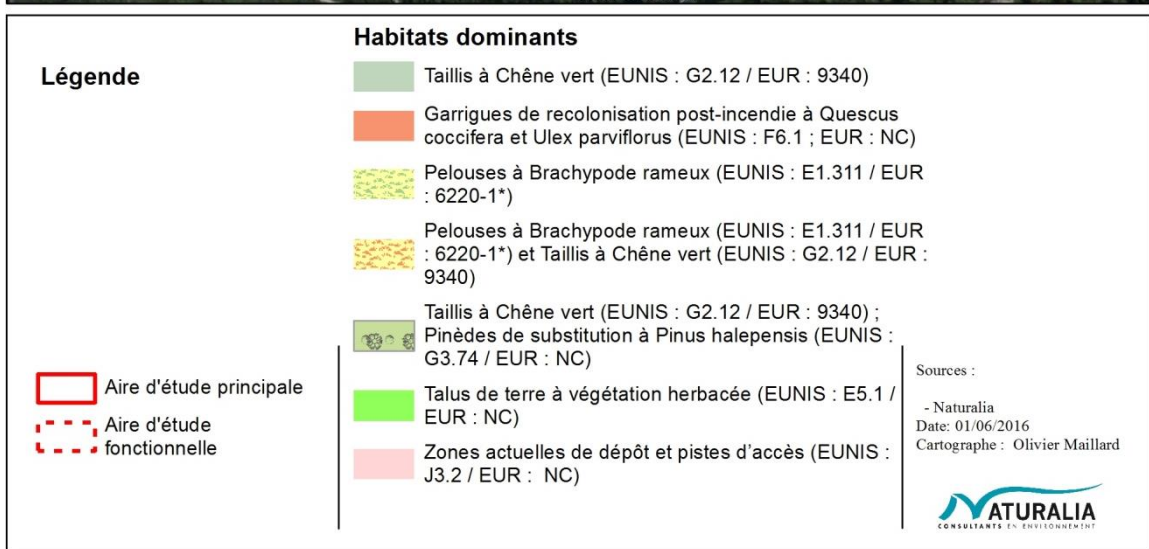 Légende
Aire d'étude principale
Aire d'étude
fonctionnelle
Habitats dominants
Taillis à Chêne vert (EUNIS : G2.12 / EUR : 9340)
Garrigues de recolonisation post-incendie à Quescus
coccifera et Ulex parviflorus (EUNIS : F6.1 ; EUR : NC)
Pelouses à Brachypode rameux (EUNIS : E1.311 / EUR
: 6220-1*)
Pelouses à Brachypode rameux (EUNIS : E1.311 / EUR
: 6220-1*) et Taillis à Chêne vert (EUNIS : G2.12 / EUR :
9340)
Taillis à Chêne vert (EUNIS : G2.12 / EUR : 9340) ;
Pinèdes de substitution à Pinus halepensis (EUNIS :
G3.74 / EUR : NC)
Talus de terre à végétation herbacée (EUNIS : E5.1 /
EUR : NC)
Zones actuelles de dépôt et pistes d'accès (EUNIS :
J3.2 / EUR : NC)
Sources :
- Naturalia
Date: 01/06/2016
Cartographe : Olivier Maillard
NATURALIA
CONSULTANTS EN ENVIRONNEMENT